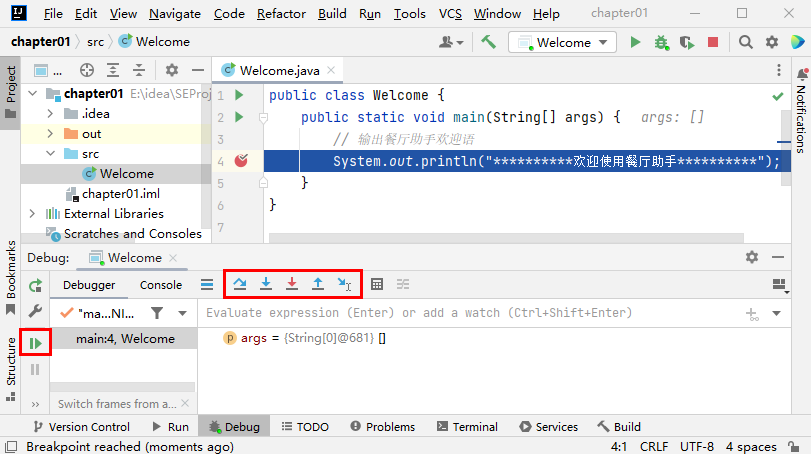 IJ File Edit View Navigate Code Refactor Build Run Tools VCS Window Help chapter01
chapter01 src Welcome Welcome
Project
... Welcome.java
chapter01 E:\idea\SEProj
.idea
out
src
Welcome
chapter01.iml
External Libraries
Scratches and Consoles
1 public class Welcome {
2 public static void main(String[] args) { args: []
3 // 输出餐厅助手欢迎语
4 System.out.println("**********欢迎使用餐厅助手**********");
5 }
6 }
7
Notifications
Debug: Welcome
Bookmarks
Structure
Debugger Console
"ma...NI... Evaluate expression (Enter) or add a watch (Ctrl+Shift+Enter)
main:4, Welcome
p args = {String[0]@681} []
Switch frames from a...
Version Control Run Debug TODO Problems Terminal Services Build
Breakpoint reached (moments ago) 4:1 CRLF UTF-8 4 spaces